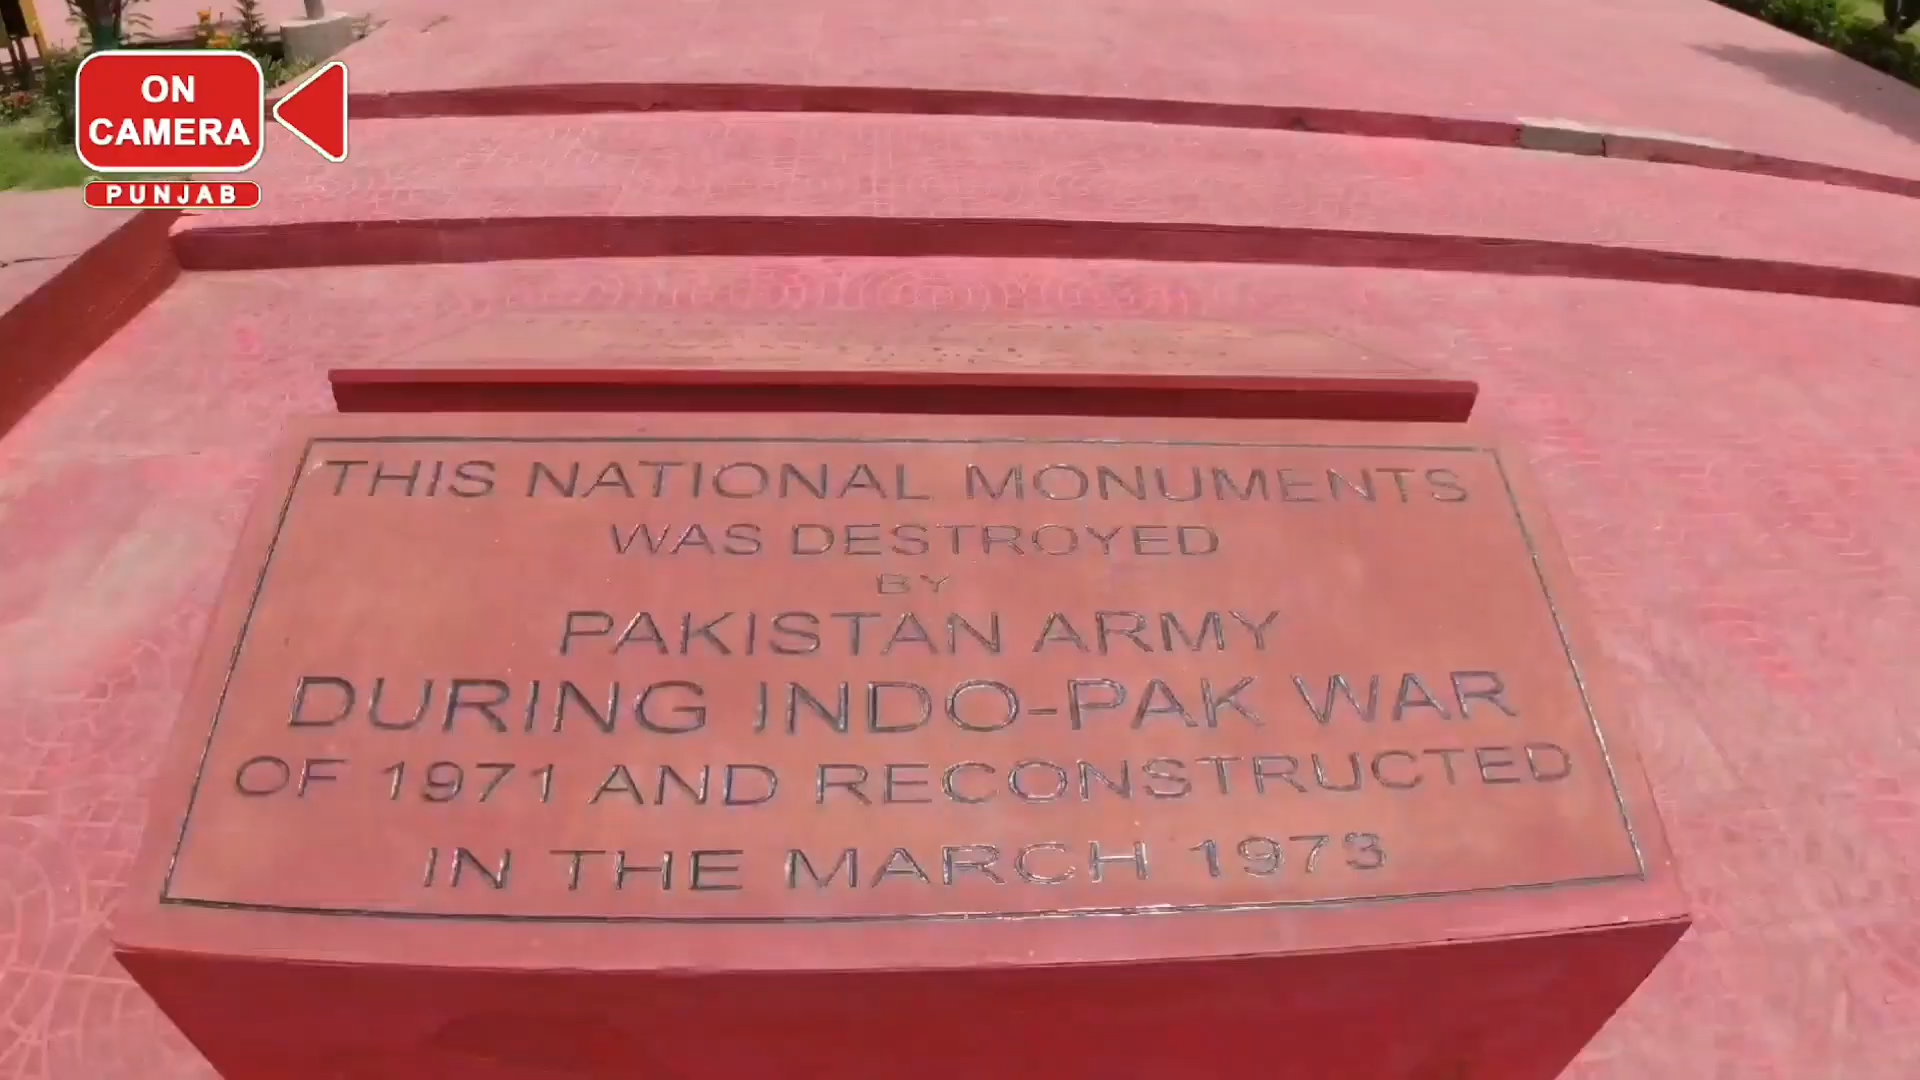 ON
CAMERA
PUNJAB
THIS NATIONAL MONUMENTS
WAS DESTROYED
BY
PAKISTAN ARMY
DURING INDO-PAK WAR
OF 1971 AND RECONSTRUCTED
IN THE MARCH 1973